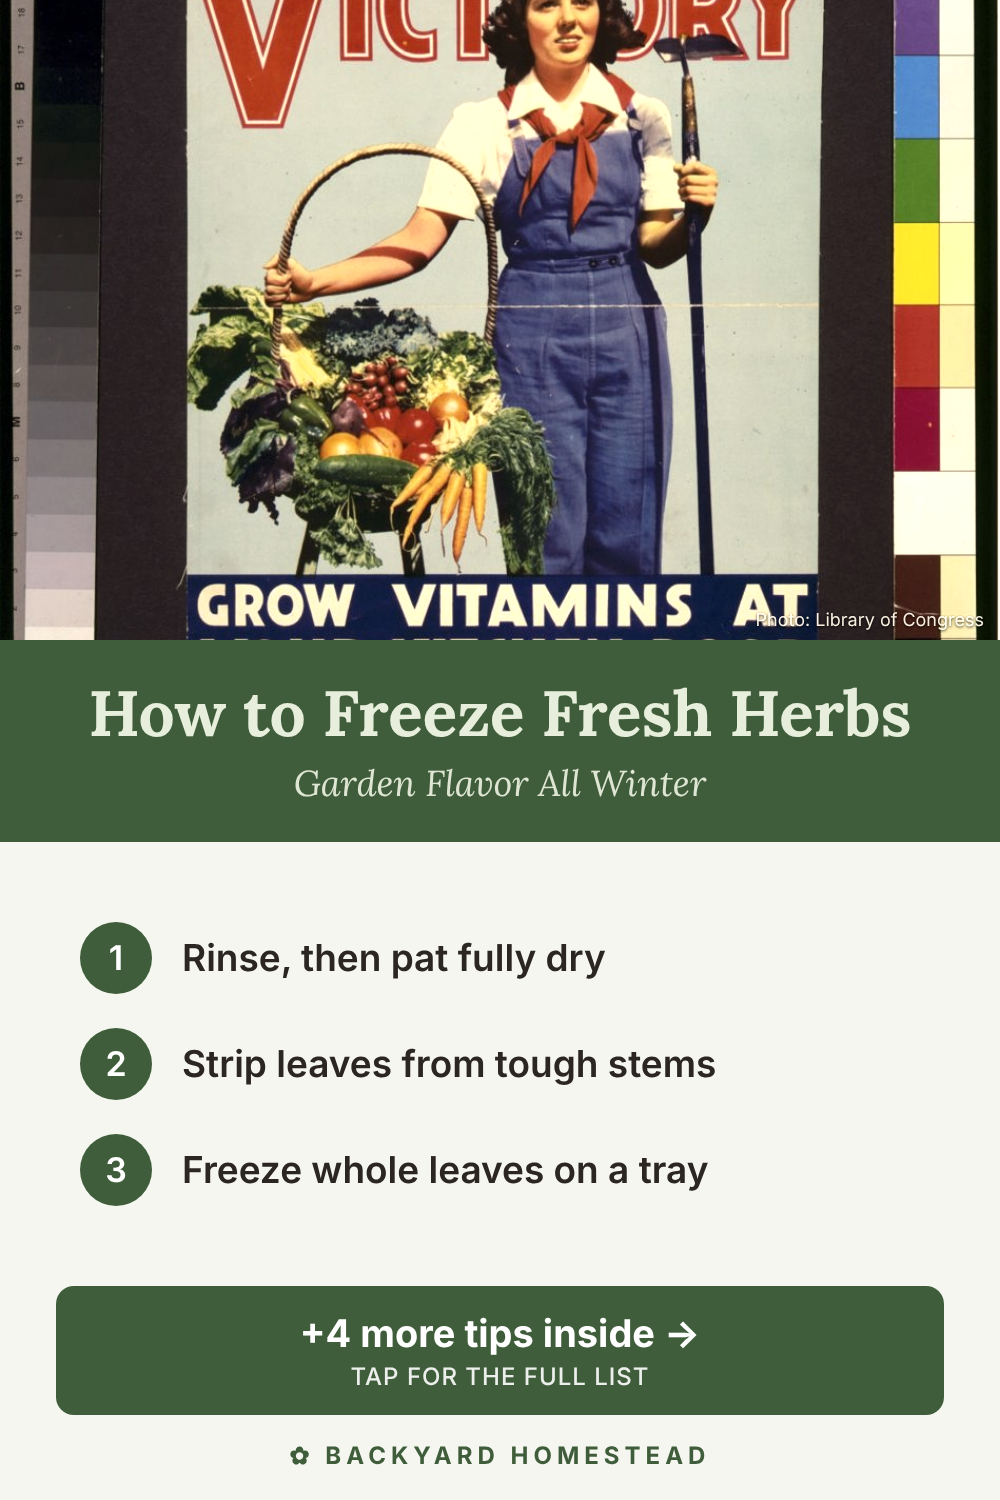 VICTORY
GROW VITAMINS AT
Photo: Library of Congress
How to Freeze Fresh Herbs
Garden Flavor All Winter
1 Rinse, then pat fully dry
2 Strip leaves from tough stems
3 Freeze whole leaves on a tray
+4 more tips inside →
TAP FOR THE FULL LIST
✿ BACKYARD HOMESTEAD